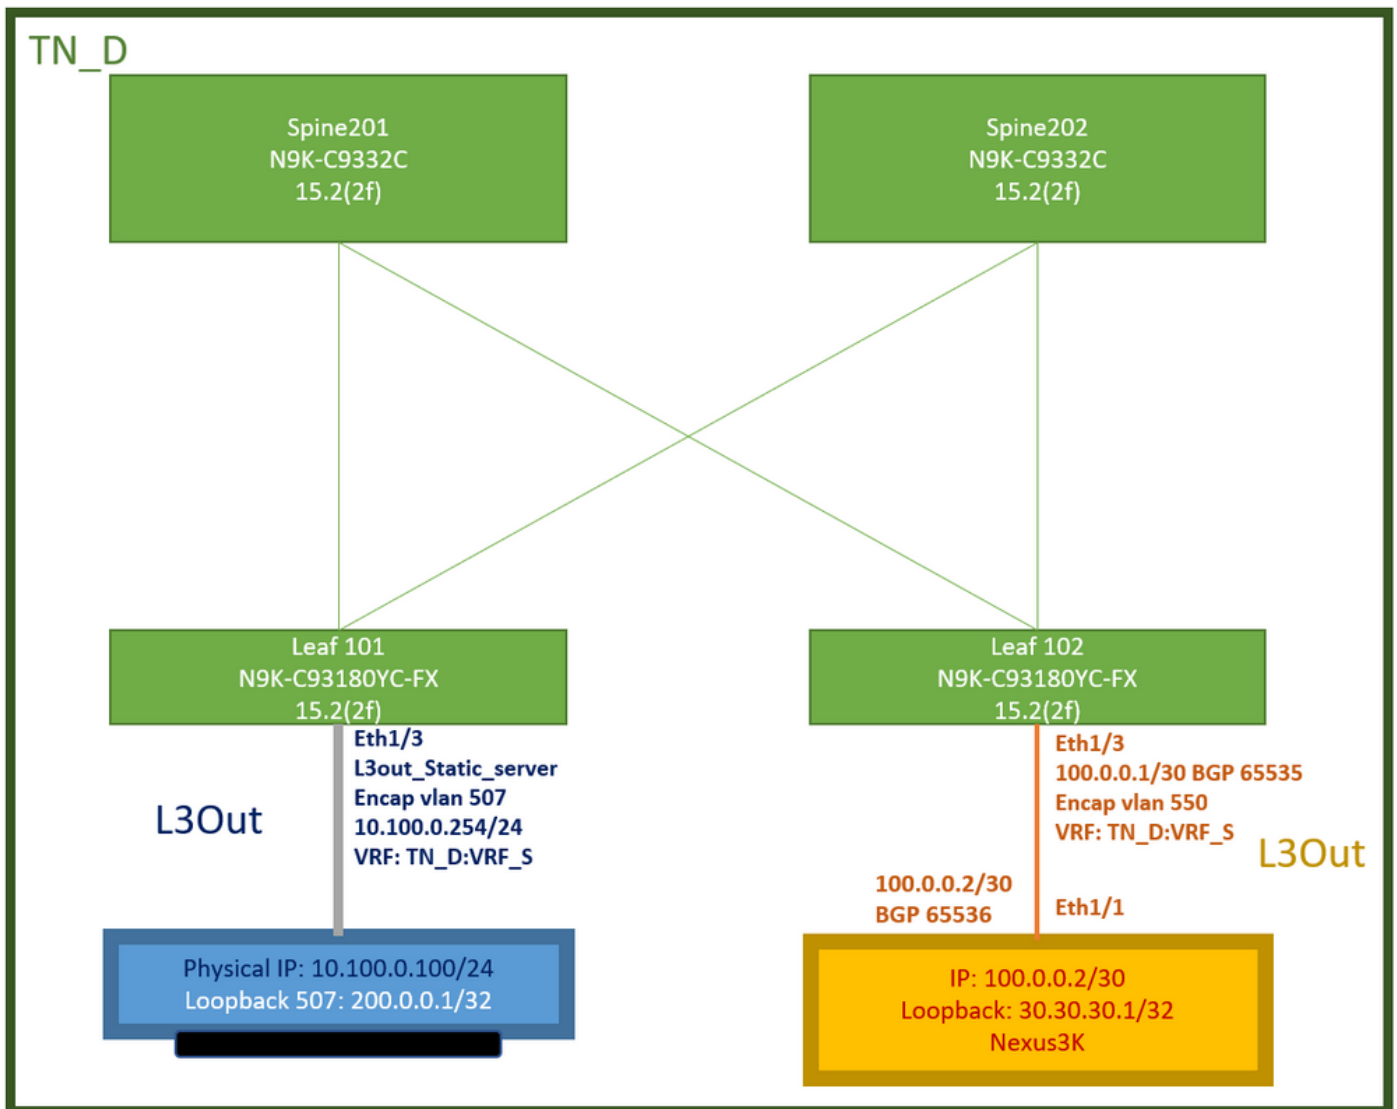 TN_D
Spine201
N9K-C9332C
15.2(2f)
Spine202
N9K-C9332C
15.2(2f)
Leaf 101
N9K-C93180YC-FX
15.2(2f)
Leaf 102
N9K-C93180YC-FX
15.2(2f)
Eth1/3
L3out_Static_server
Encap vlan 507
10.100.0.254/24
VRF: TN_D:VRF_S
L3Out
Eth1/3
100.0.0.1/30 BGP 65535
Encap vlan 550
VRF: TN_D:VRF_S
L3Out
100.0.0.2/30
BGP 65536
Eth1/1
Physical IP: 10.100.0.100/24
Loopback 507: 200.0.0.1/32
IP: 100.0.0.2/30
Loopback: 30.30.30.1/32
Nexus3K